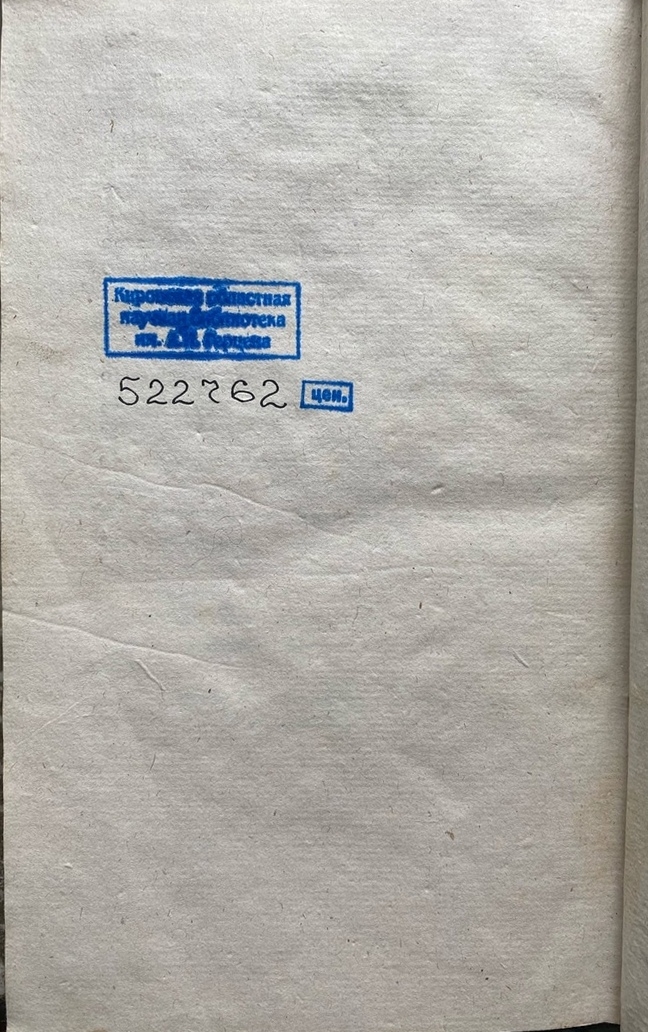 Кировская областная
научная библиотека
им. А.И. Герцена
522762 цен.